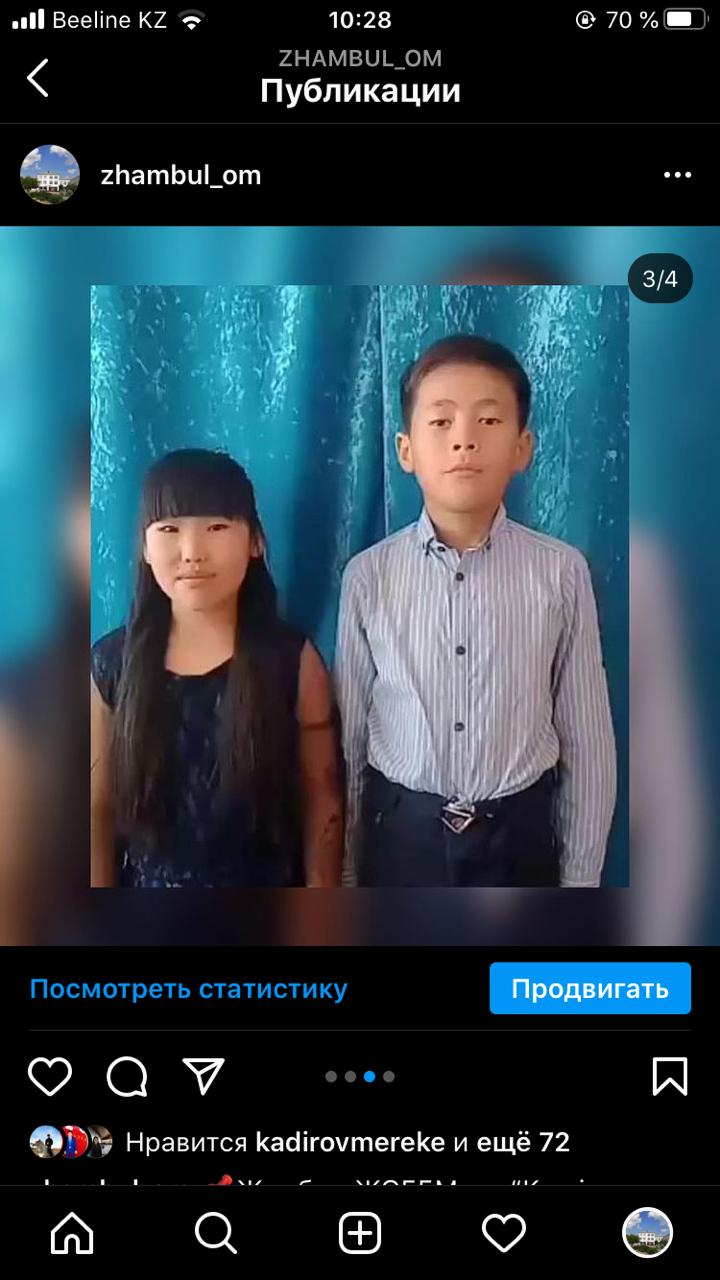 Beeline KZ 10:28 70 %
ZHAMBUL_OM
Публикации
zhambul_om
3/4
Посмотреть статистику
Продвигать
Нравится kadirovmereke и ещё 72